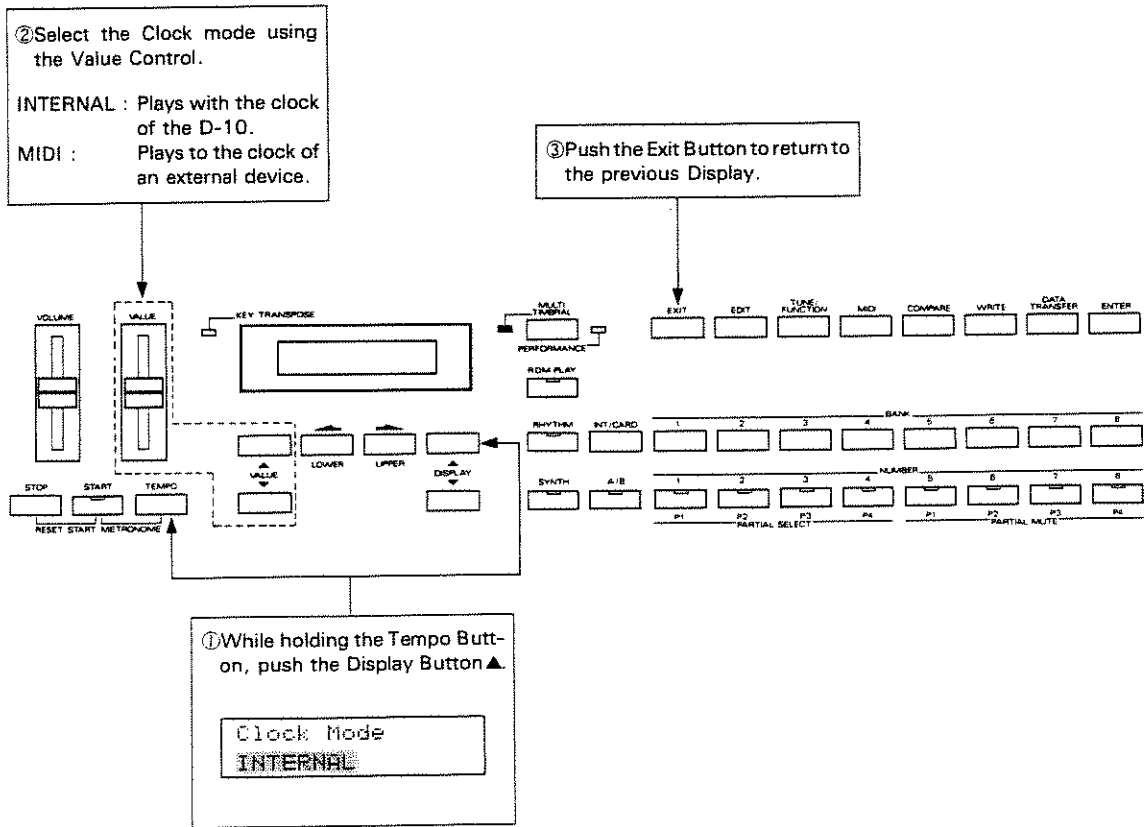 ②Select the Clock mode using
the Value Control.
INTERNAL : Plays with the clock
of the D-10.
MIDI : Plays to the clock of
an external device.
③Push the Exit Button to return to
the previous Display.
VOLUME
VALUE
KEY TRANSPOSE
MULTI
TIMBRAL
PERFORMANCE
EXIT
EDIT
TUNE/
FUNCTION
MIDI
COMPARE
WRITE
DATA
TRANSFER
ENTER
ROM PLAY
RHYTHM
INT/CARD
BANK
1 2 3 4 5 6 7 8
LOWER
UPPER
▲
VALUE
▼
▲
DISPLAY
▼
STOP
START
TEMPO
RESET START
METRONOME
SYNTH
A/B
NUMBER
1 2 3 4 5 6 7 8
P1 P2 P3 P4 P1 P2 P3 P4
PARTIAL SELECT
PARTIAL MUTE
①While holding the Tempo Butt-
on, push the Display Button▲.
Clock Mode
INTERNAL